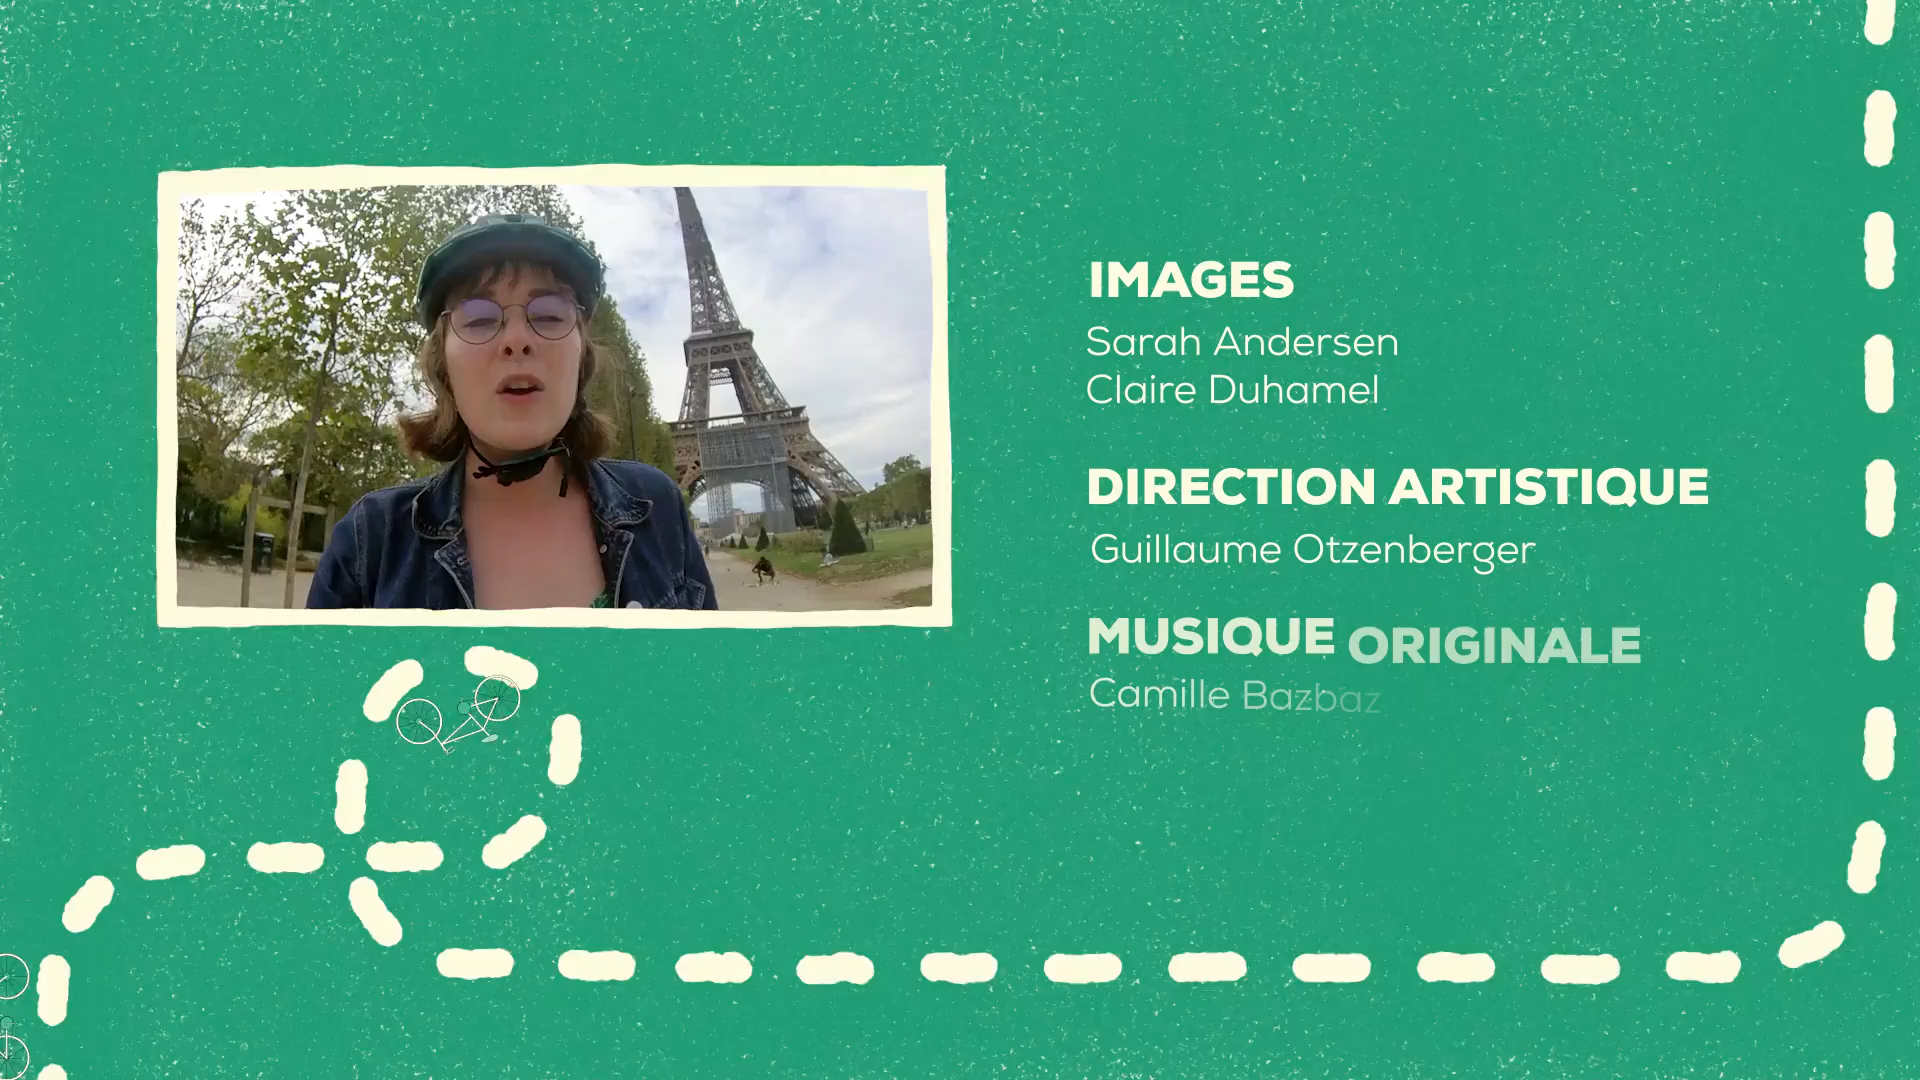 IMAGES
Sarah Andersen
Claire Duhamel
DIRECTION ARTISTIQUE
Guillaume Otzenberger
MUSIQUE ORIGINALE
Camille Bazbaz